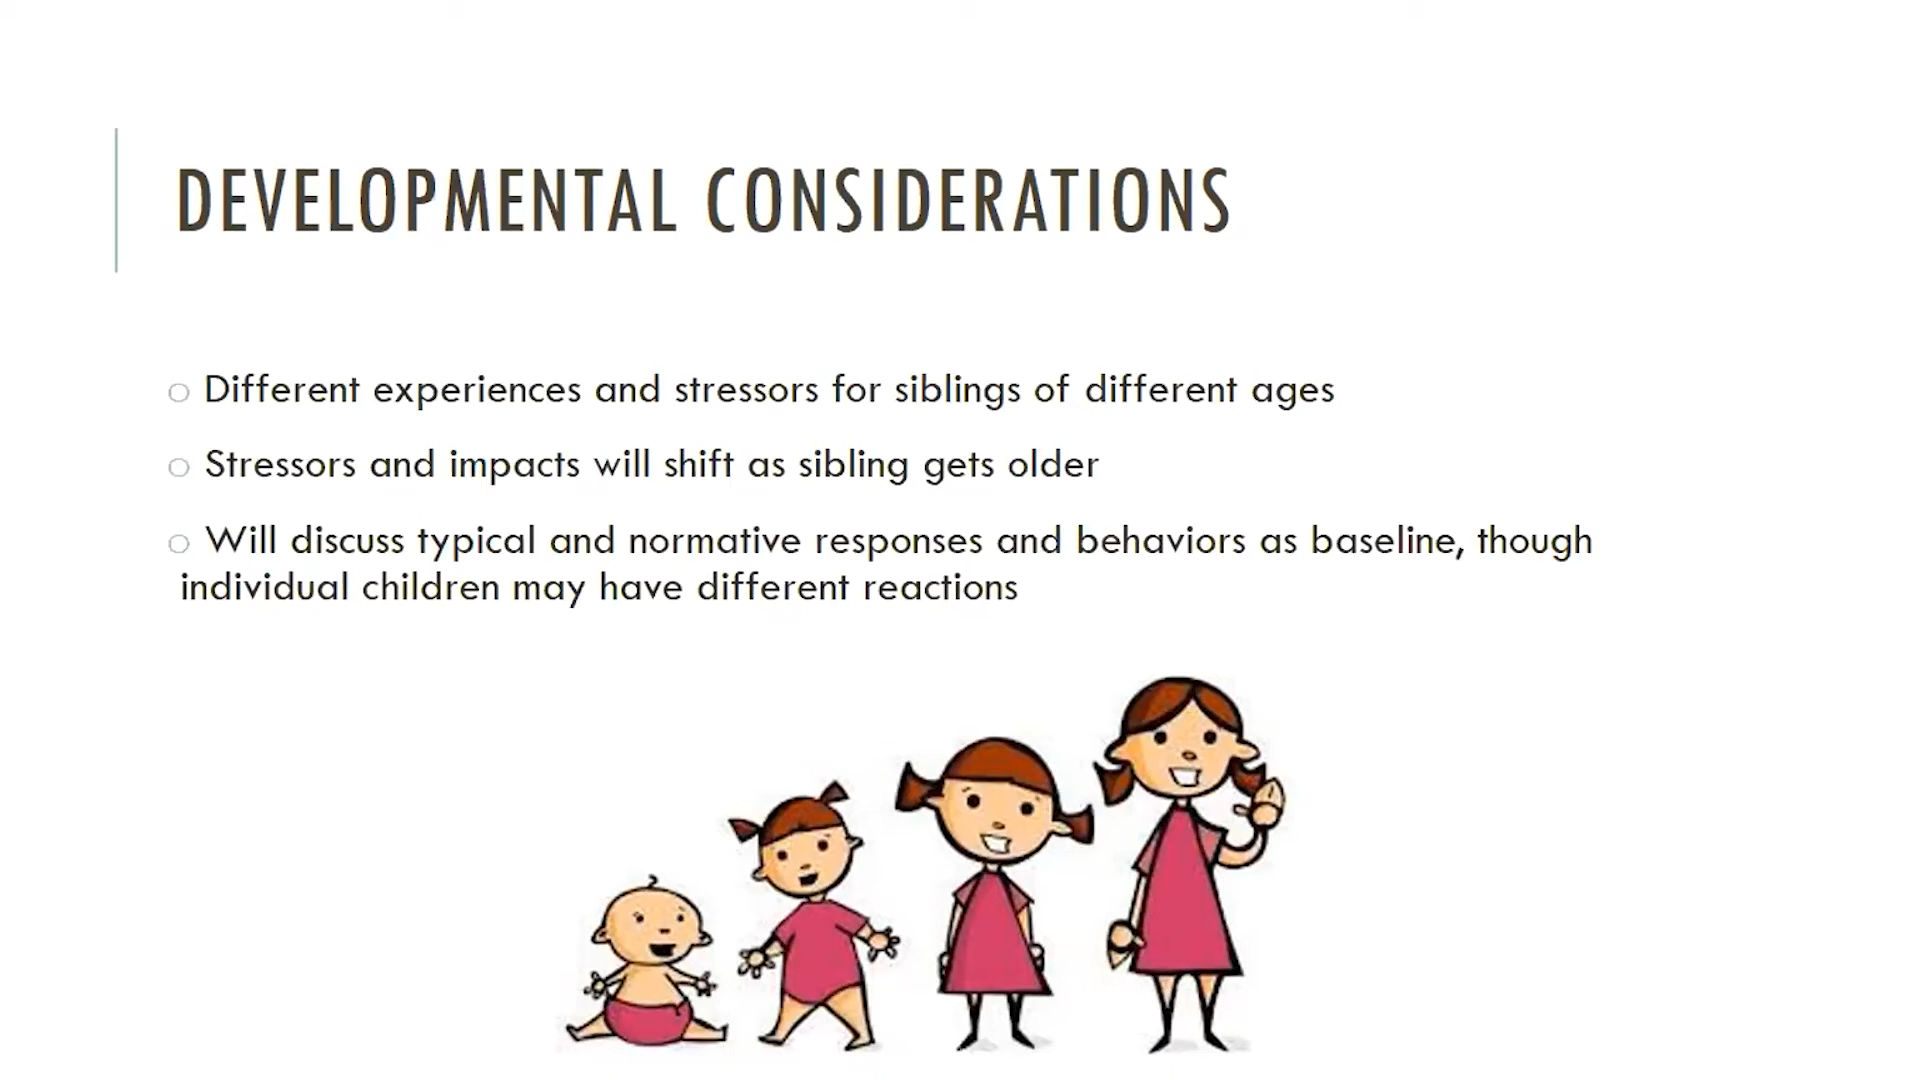 DEVELOPMENTAL CONSIDERATIONS
o Different experiences and stressors for siblings of different ages
o Stressors and impacts will shift as sibling gets older
o Will discuss typical and normative responses and behaviors as baseline, though
individual children may have different reactions